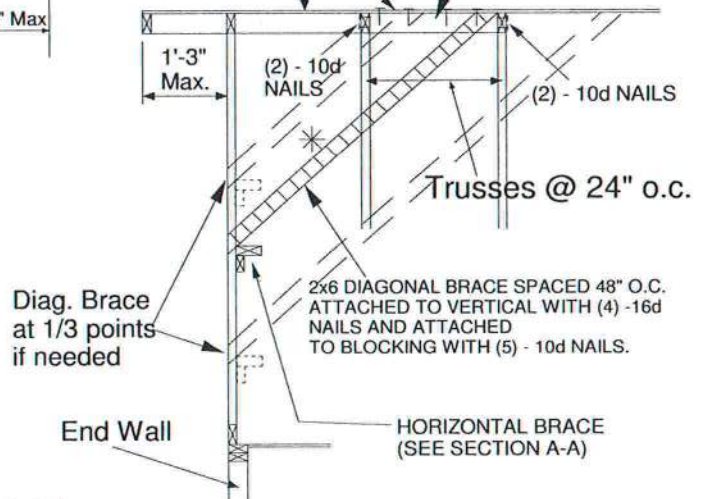 " Max
1'-3"
Max.
(2) - 10d
NAILS
(2) - 10d NAILS
Trusses @ 24" o.c.
2x6 DIAGONAL BRACE SPACED 48" O.C.
ATTACHED TO VERTICAL WITH (4) -16d
NAILS AND ATTACHED
TO BLOCKING WITH (5) - 10d NAILS.
Diag. Brace
at 1/3 points
if needed
End Wall
HORIZONTAL BRACE
(SEE SECTION A-A)